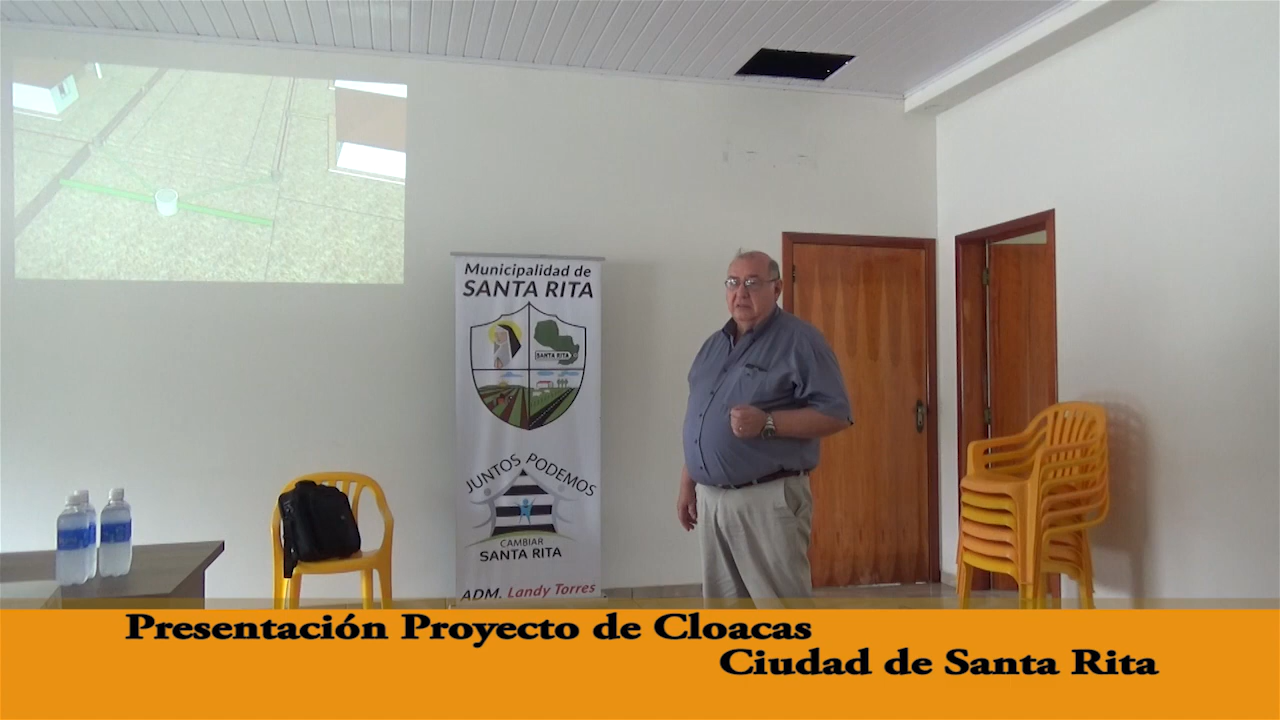 Municipalidad de
SANTA RITA
SANTA RITA
JUNTOS PODEMOS
CAMBIAR
SANTA RITA
ADM. Landy Torres
Presentación Proyecto de Cloacas
Ciudad de Santa Rita